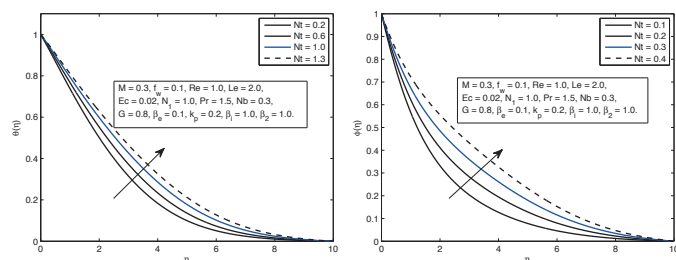 Nt = 0.2
Nt = 0.6
Nt = 1.0
Nt = 1.3
M = 0.3, f_w = 0.1, Re = 1.0, Le = 2.0,
Ec = 0.02, N_1 = 1.0, Pr = 1.5, Nb = 0.3,
G = 0.8, β_e = 0.1, k_p = 0.2, β_i = 1.0, β_2 = 1.0.
θ(η)
1
0.8
0.6
0.4
0.2
0
0 2 4 6 8 10
η
Nt = 0.1
Nt = 0.2
Nt = 0.3
Nt = 0.4
M = 0.3, f_w = 0.1, Re = 1.0, Le = 2.0,
Ec = 0.02, N_1 = 1.0, Pr = 1.5, Nb = 0.3,
G = 0.8, β_e = 0.1, k_p = 0.2, β_i = 1.0, β_2 = 1.0.
ϕ(η)
1
0.9
0.8
0.7
0.6
0.5
0.4
0.3
0.2
0.1
0
0 2 4 6 8 10
η